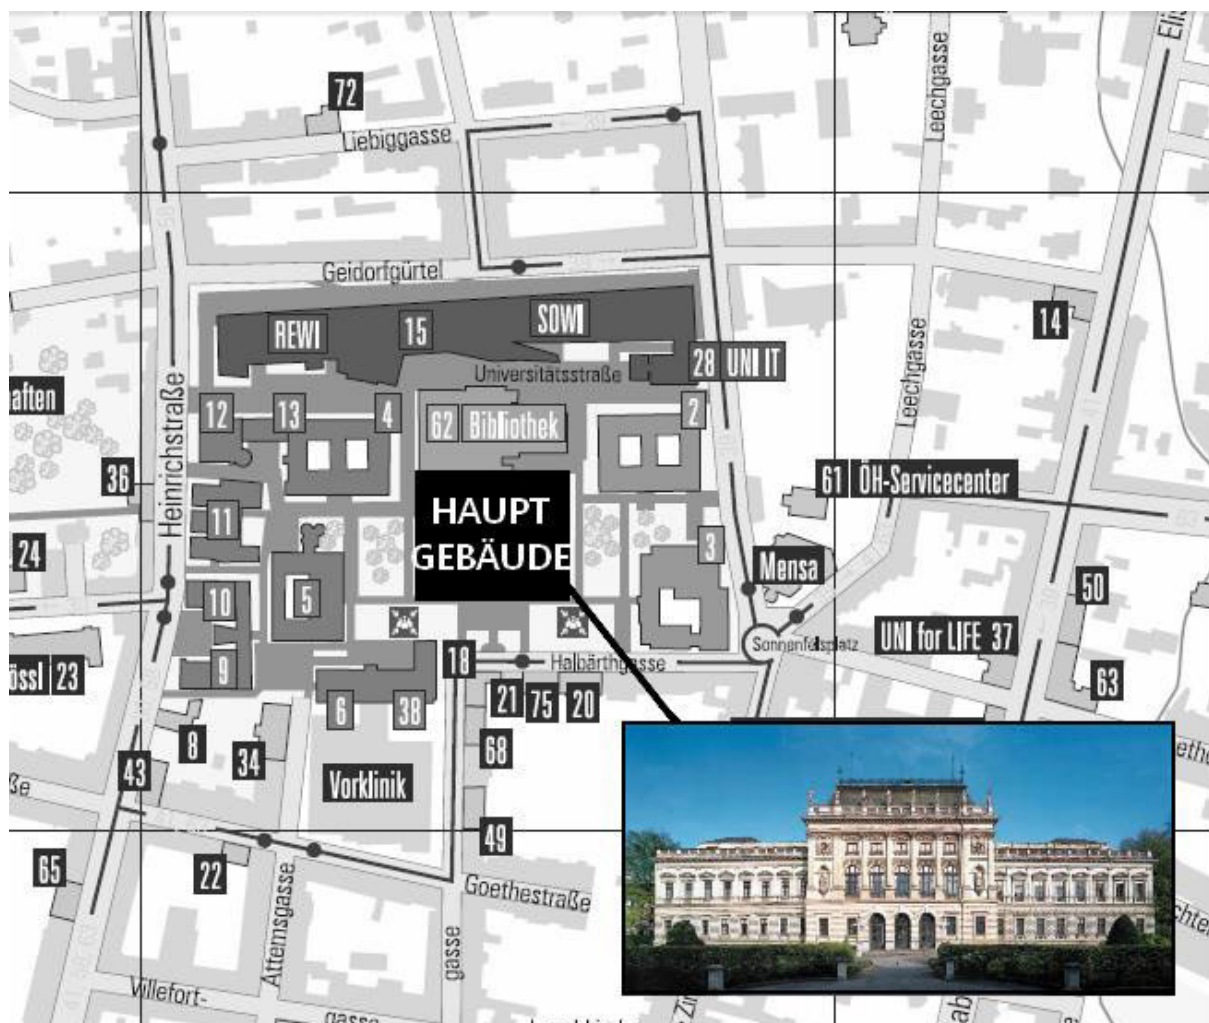 Elis
72
Liebiggasse
Leechgasse
Geidorfgürtel
REWI
15
SOWI
14
28 UNI IT
Universitätsstraße
Heinrichstraße
haften
12
13
4
62 Bibliothek
2
Leechgasse
36
61 ÖH-Servicecenter
11
HAUPT
GEBÄUDE
3
24
Mensa
10
5
50
Sonnenfelsplatz
UNI for LIFE 37
össl 23
9
18
Halbärthgasse
63
6
38
21
75
20
8
34
68
43
Vorklinik
ße
49
65
22
Goethestraße
Attemsgasse
gasse
Villefort-
gasse